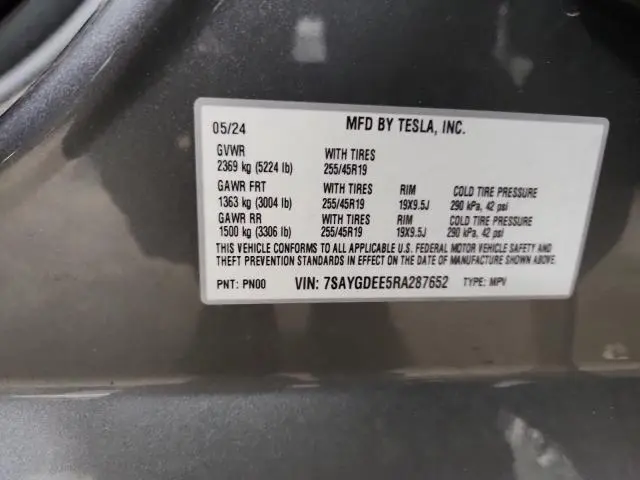 05/24 MFD BY TESLA, INC.
GVWR WITH TIRES
2369 kg (5224 lb) 255/45R19
GAWR FRT WITH TIRES RIM COLD TIRE PRESSURE
1363 kg (3004 lb) 255/45R19 19X9.5J 290 kPa, 42 psi
GAWR RR WITH TIRES RIM COLD TIRE PRESSURE
1500 kg (3306 lb) 255/45R19 19X9.5J 290 kPa, 42 psi
THIS VEHICLE CONFORMS TO ALL APPLICABLE U.S. FEDERAL MOTOR VEHICLE SAFETY AND
THEFT PREVENTION STANDARDS IN EFFECT ON THE DATE OF MANUFACTURE SHOWN ABOVE.
PNT: PN00 VIN: 7SAYGDEE5RA287652 TYPE: MPV